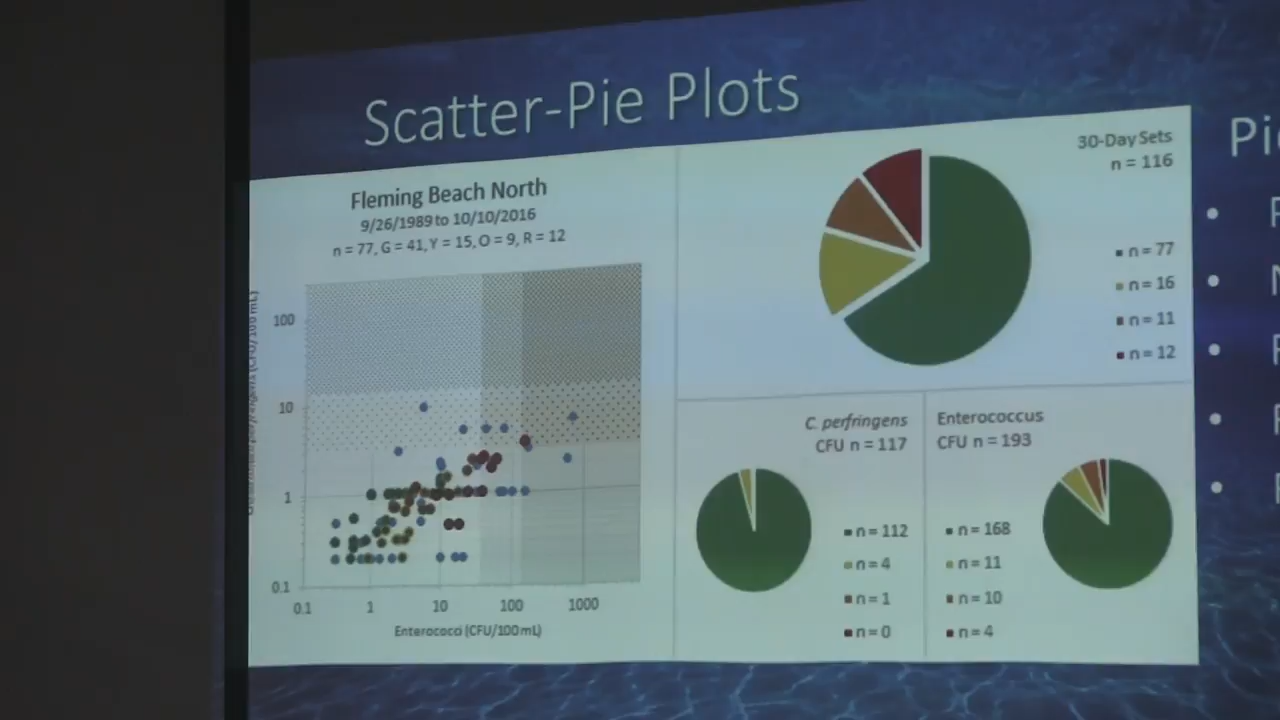 Scatter-Pie Plots
Fleming Beach North
9/26/1989 to 10/10/2016
n = 77, G = 41, Y = 15, O = 9, R = 12
100
10
1
0.1
0.1 1 10 100 1000
Enterococci (CFU/100 mL)
30-Day Sets
n = 116
n = 77
n = 16
n = 11
n = 12
C. perfringens
CFU n = 117
n = 112
n = 4
n = 1
n = 0
Enterococcus
CFU n = 193
n = 168
n = 11
n = 10
n = 4